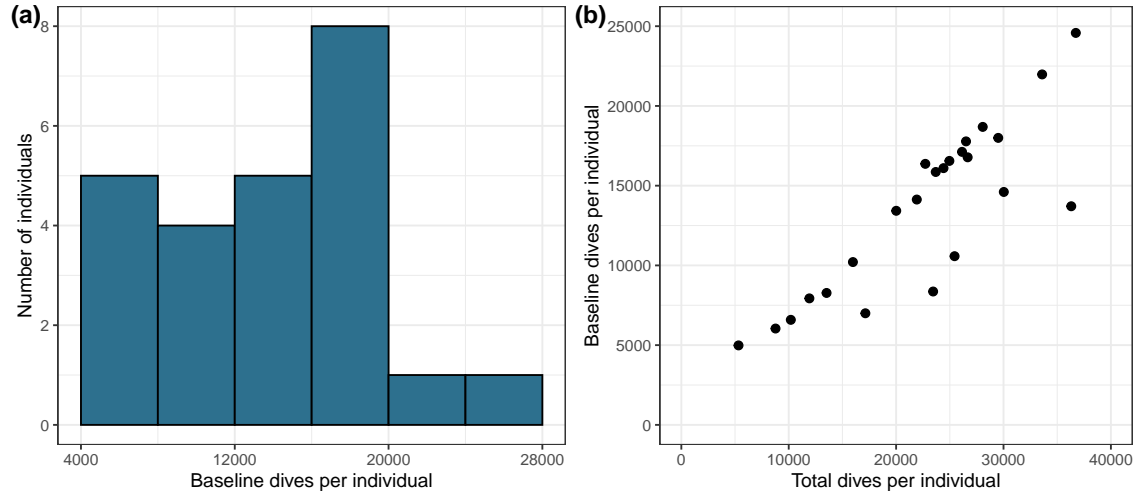 (a)
8
6
4
2
0
Number of individuals
4000 12000 20000 28000
Baseline dives per individual
(b)
25000
20000
15000
10000
5000
0
Baseline dives per individual
0 10000 20000 30000 40000
Total dives per individual